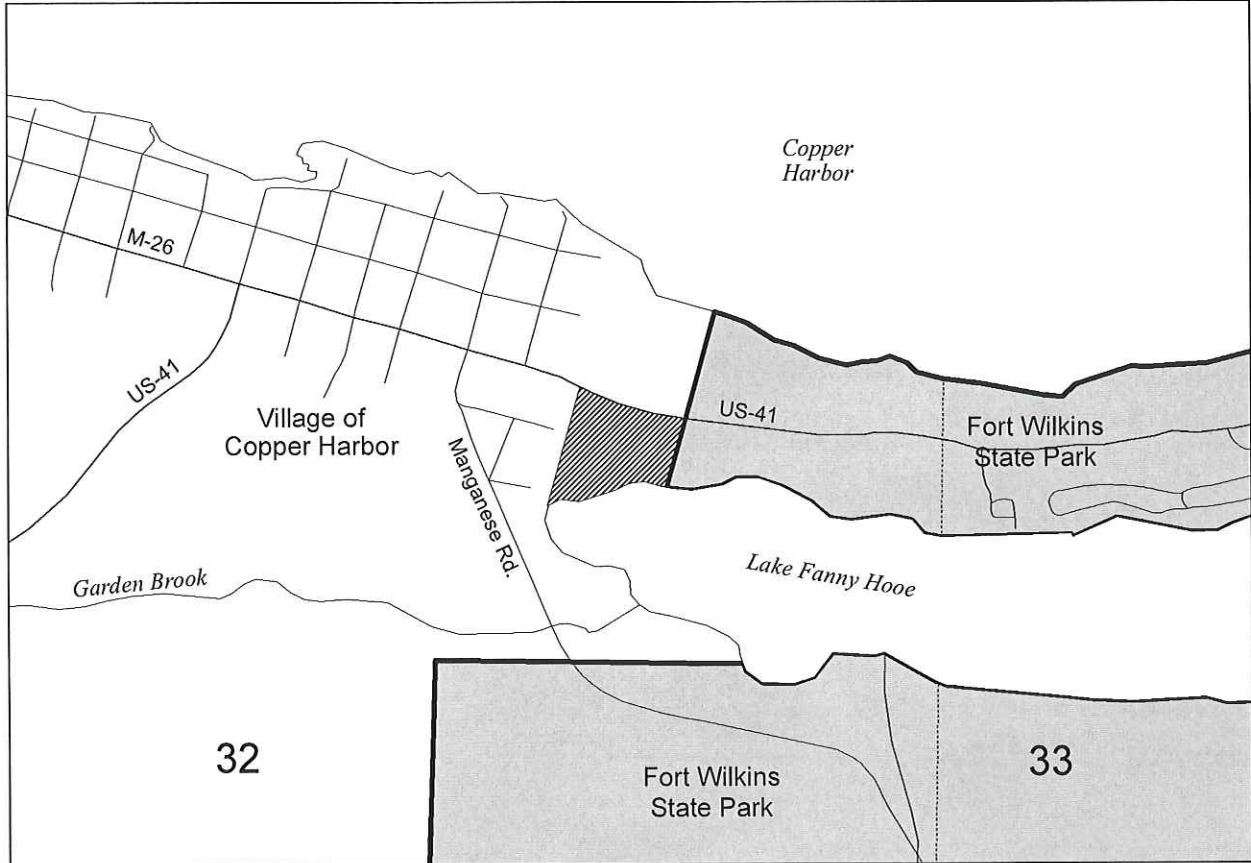 Copper
Harbor
M-26
US-41
US-41
Village of
Copper Harbor
Fort Wilkins
State Park
Manganese Rd.
Garden Brook
Lake Fanny Hooe
32
33
Fort Wilkins
State Park